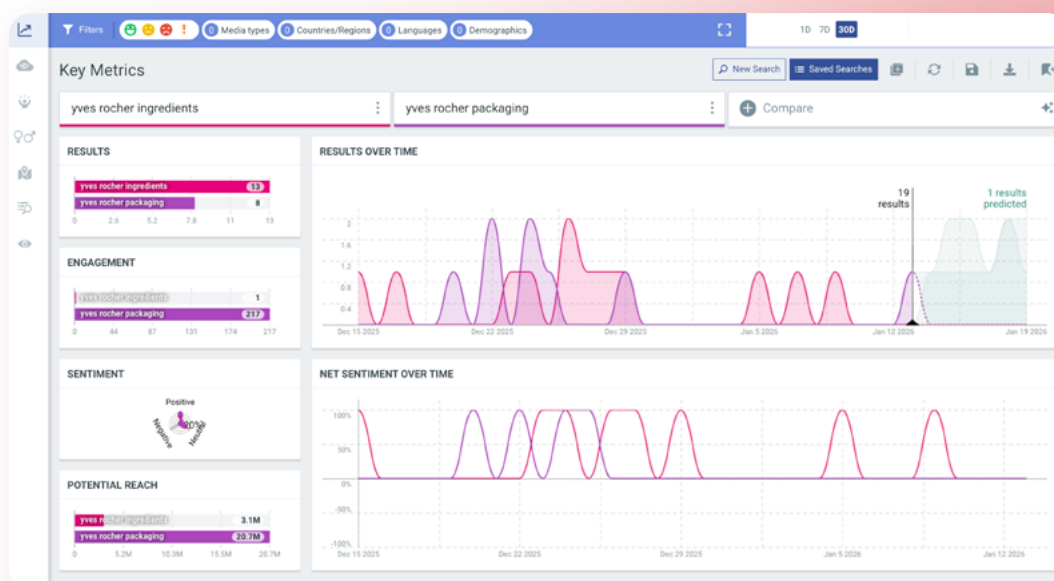 Filters
0 Media types
0 Countries/Regions
0 Languages
0 Demographics
1D 7D 30D
Key Metrics
New Search
Saved Searches
yves rocher ingredients
yves rocher packaging
Compare
RESULTS
yves rocher ingredients 13
yves rocher packaging 8
0 2.6 5.2 7.8 11 13
ENGAGEMENT
yves rocher ingredients 1
yves rocher packaging 217
0 44 87 131 174 217
SENTIMENT
Positive
Negative
Neutral
POTENTIAL REACH
yves rocher ingredients 3.1M
yves rocher packaging 20.7M
0 5.2M 10.3M 15.5M 20.7M
RESULTS OVER TIME
19 results
1 results predicted
2
1.6
1.2
0.8
0.4
Dec 15 2025 Dec 22 2025 Dec 29 2025 Jan 5 2026 Jan 12 2026 Jan 19 2026
NET SENTIMENT OVER TIME
100%
50%
0%
-50%
-100%
Dec 15 2025 Dec 22 2025 Dec 29 2025 Jan 5 2026 Jan 12 2026